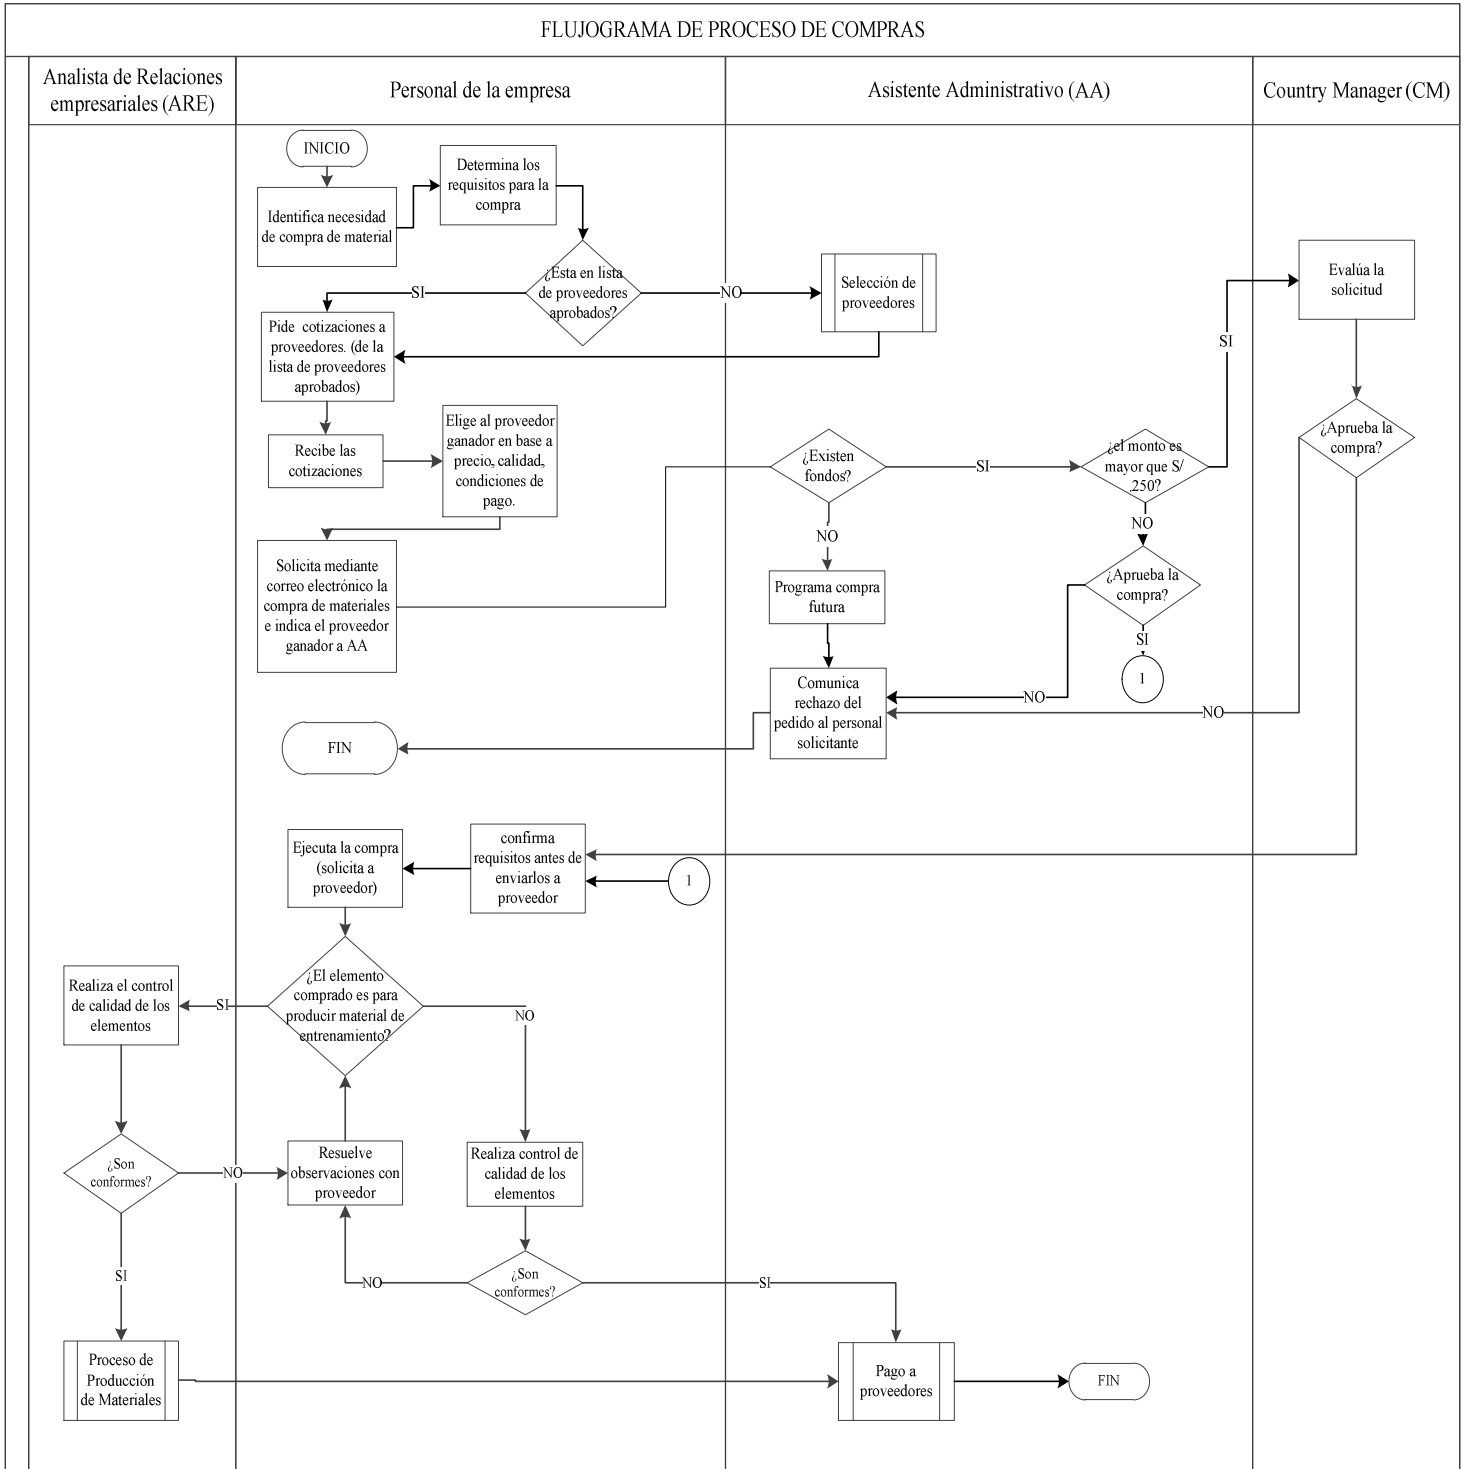 FLUJOGRAMA DE PROCESO DE COMPRAS
Analista de Relaciones
empresariales (ARE)
Personal de la empresa
Asistente Administrativo (AA)
Country Manager (CM)
INICIO
Identifica necesidad
de compra de material
Determina los
requisitos para la
compra
¿Esta en lista
de proveedores
aprobados?
SI
NO
Selección de
proveedores
Evalúa la
solicitud
Pide cotizaciones a
proveedores. (de la
lista de proveedores
aprobados)
SI
Recibe las
cotizaciones
Elige al proveedor
ganador en base a
precio, calidad,
condiciones de
pago.
¿Existen
fondos?
SI
¿el monto es
mayor que S/
.250?
¿Aprueba la
compra?
NO
NO
Solicita mediante
correo electrónico la
compra de materiales
e indica el proveedor
ganador a AA
Programa compra
futura
¿Aprueba la
compra?
SI
1
Comunica
rechazo del
pedido al personal
solicitante
NO
NO
FIN
Ejecuta la compra
(solicita a
proveedor)
confirma
requisitos antes de
enviarlos a
proveedor
1
¿El elemento
comprado es para
producir material de
entrenamiento?
Realiza el control
de calidad de los
elementos
SI
NO
¿Son
conformes?
NO
Resuelve
observaciones con
proveedor
Realiza control de
calidad de los
elementos
SI
NO
¿Son
conformes?
SI
Proceso de
Producción
de Materiales
Pago a
proveedores
FIN